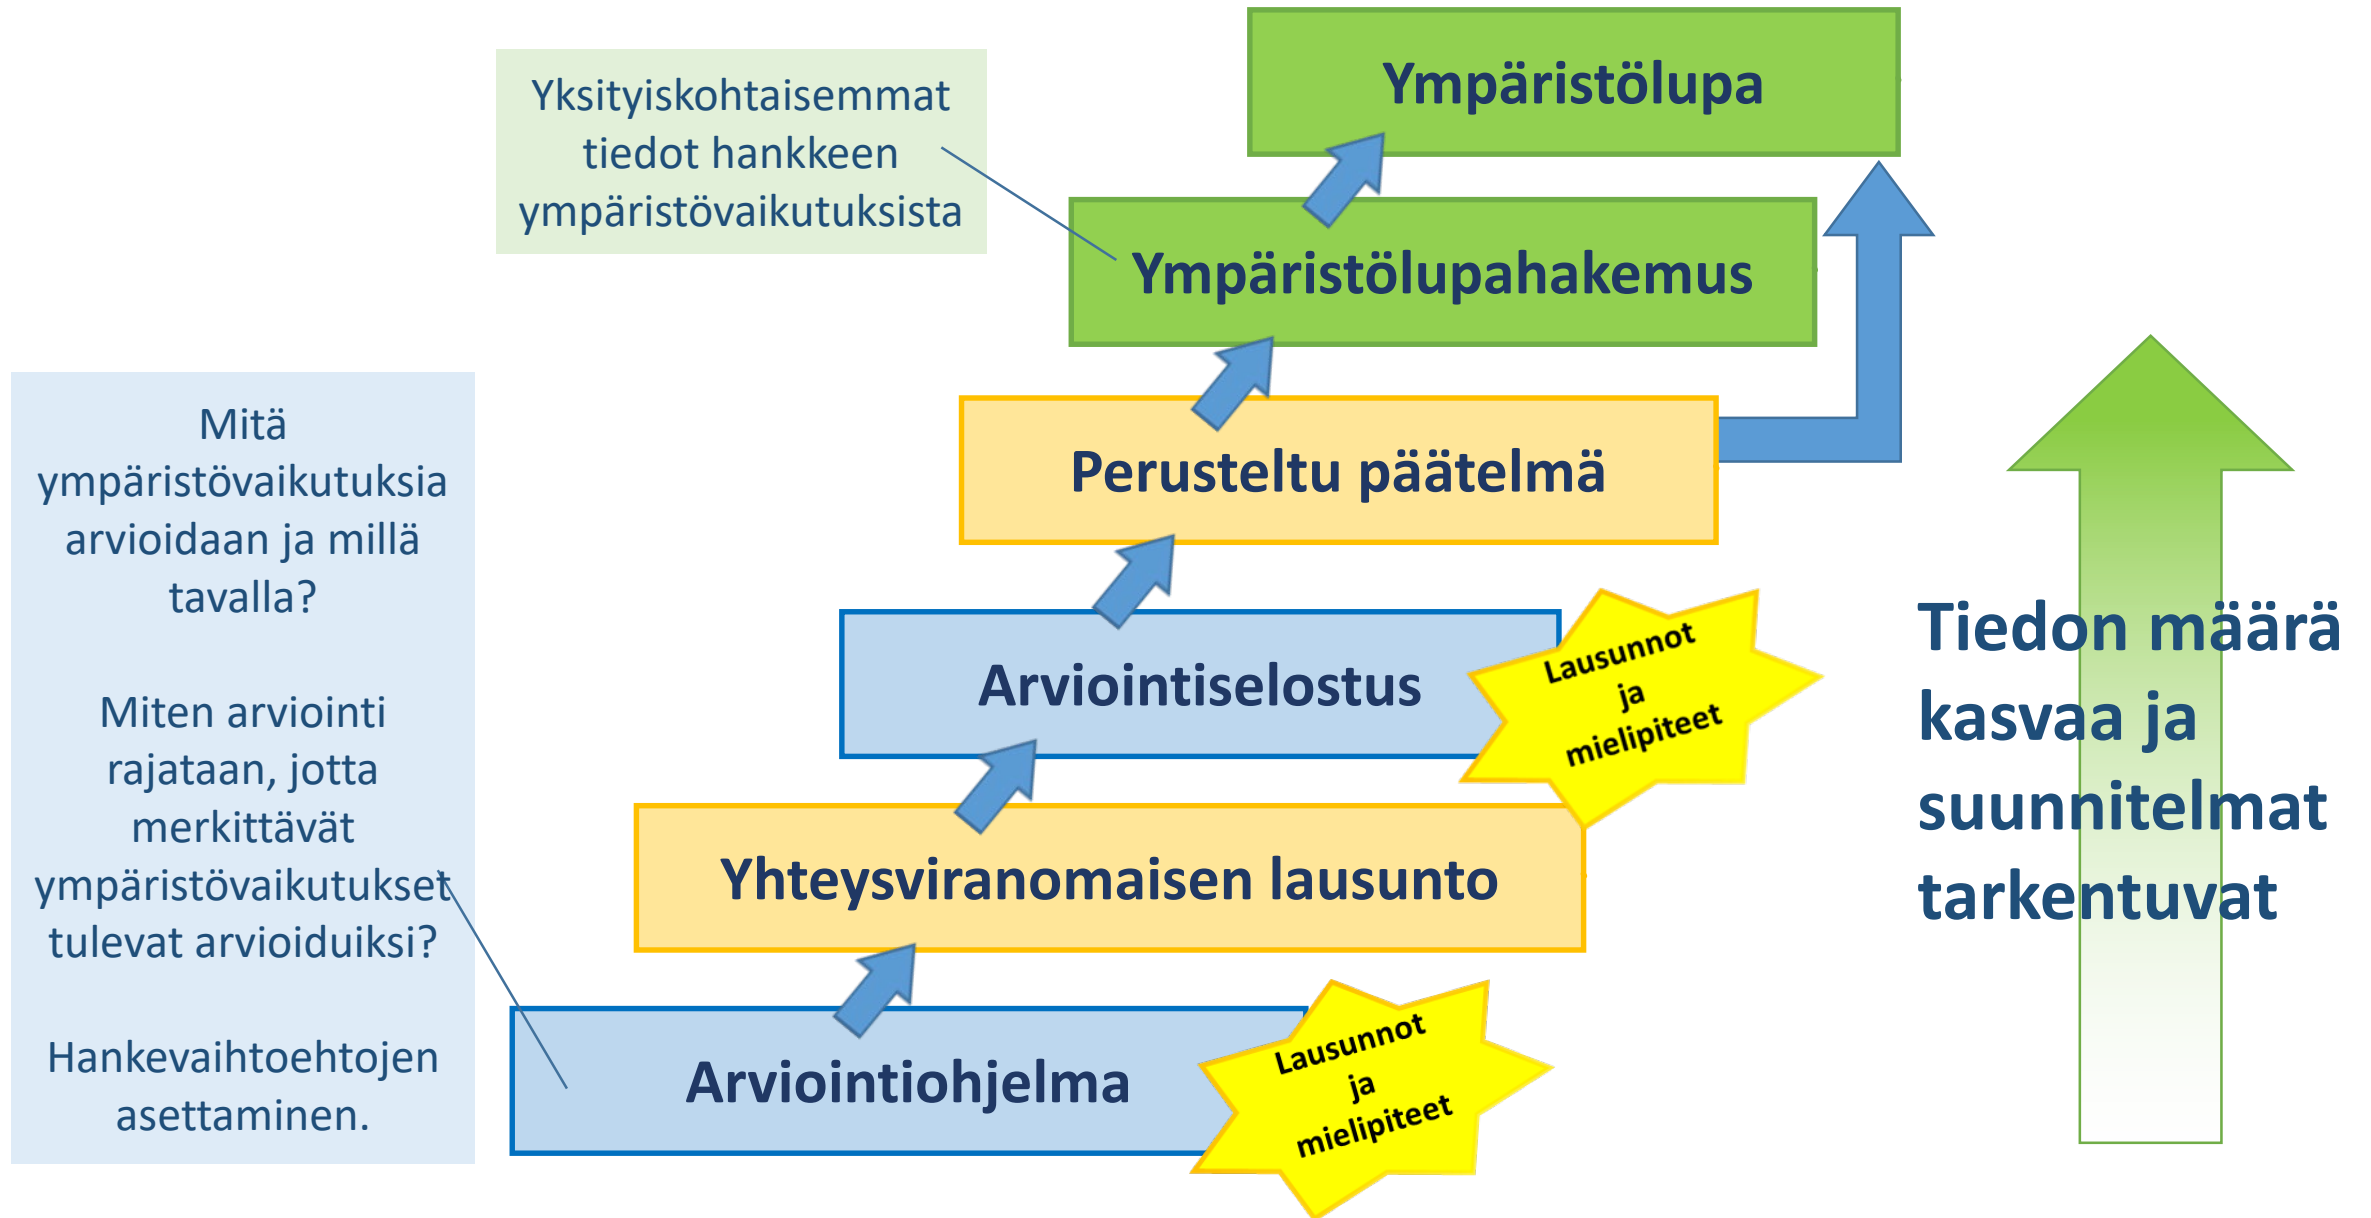 Ympäristölupa
Yksityiskohtaisemmat
tiedot hankkeen
ympäristövaikutuksista
Ympäristölupahakemus
Perusteltu päätelmä
Arviointiselostus
Lausunnot
ja
mielipiteet
Yhteysviranomaisen lausunto
Arviointiohjelma
Lausunnot
ja
mielipiteet
Mitä
ympäristövaikutuksia
arvioidaan ja millä
tavalla?
Miten arviointi
rajataan, jotta
merkittävät
ympäristövaikutukset
tulevat arvioiduiksi?
Hankevaihtoehtojen
asettaminen.
Tiedon määrä
kasvaa ja
suunnitelmat
tarkentuvat